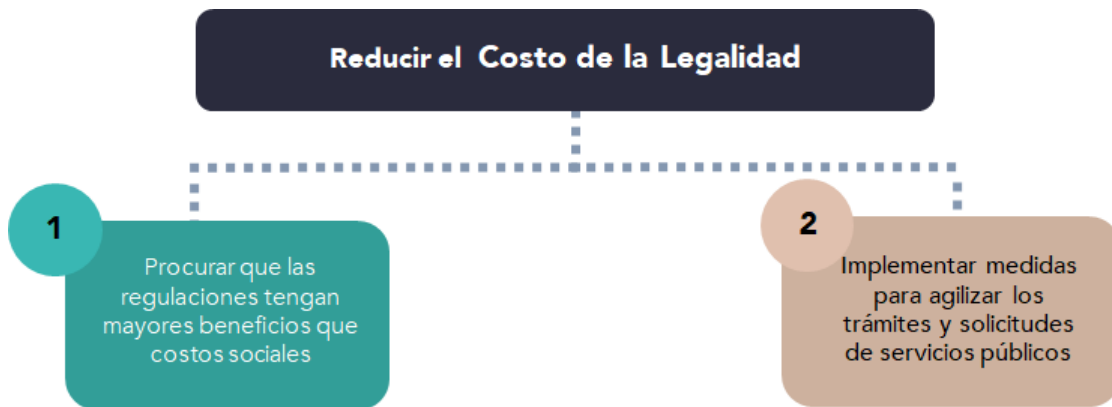 Reducir el Costo de la Legalidad
1
Procurar que las
regulaciones tengan
mayores beneficios que
costos sociales
2
Implementar medidas
para agilizar los
trámites y solicitudes
de servicios públicos